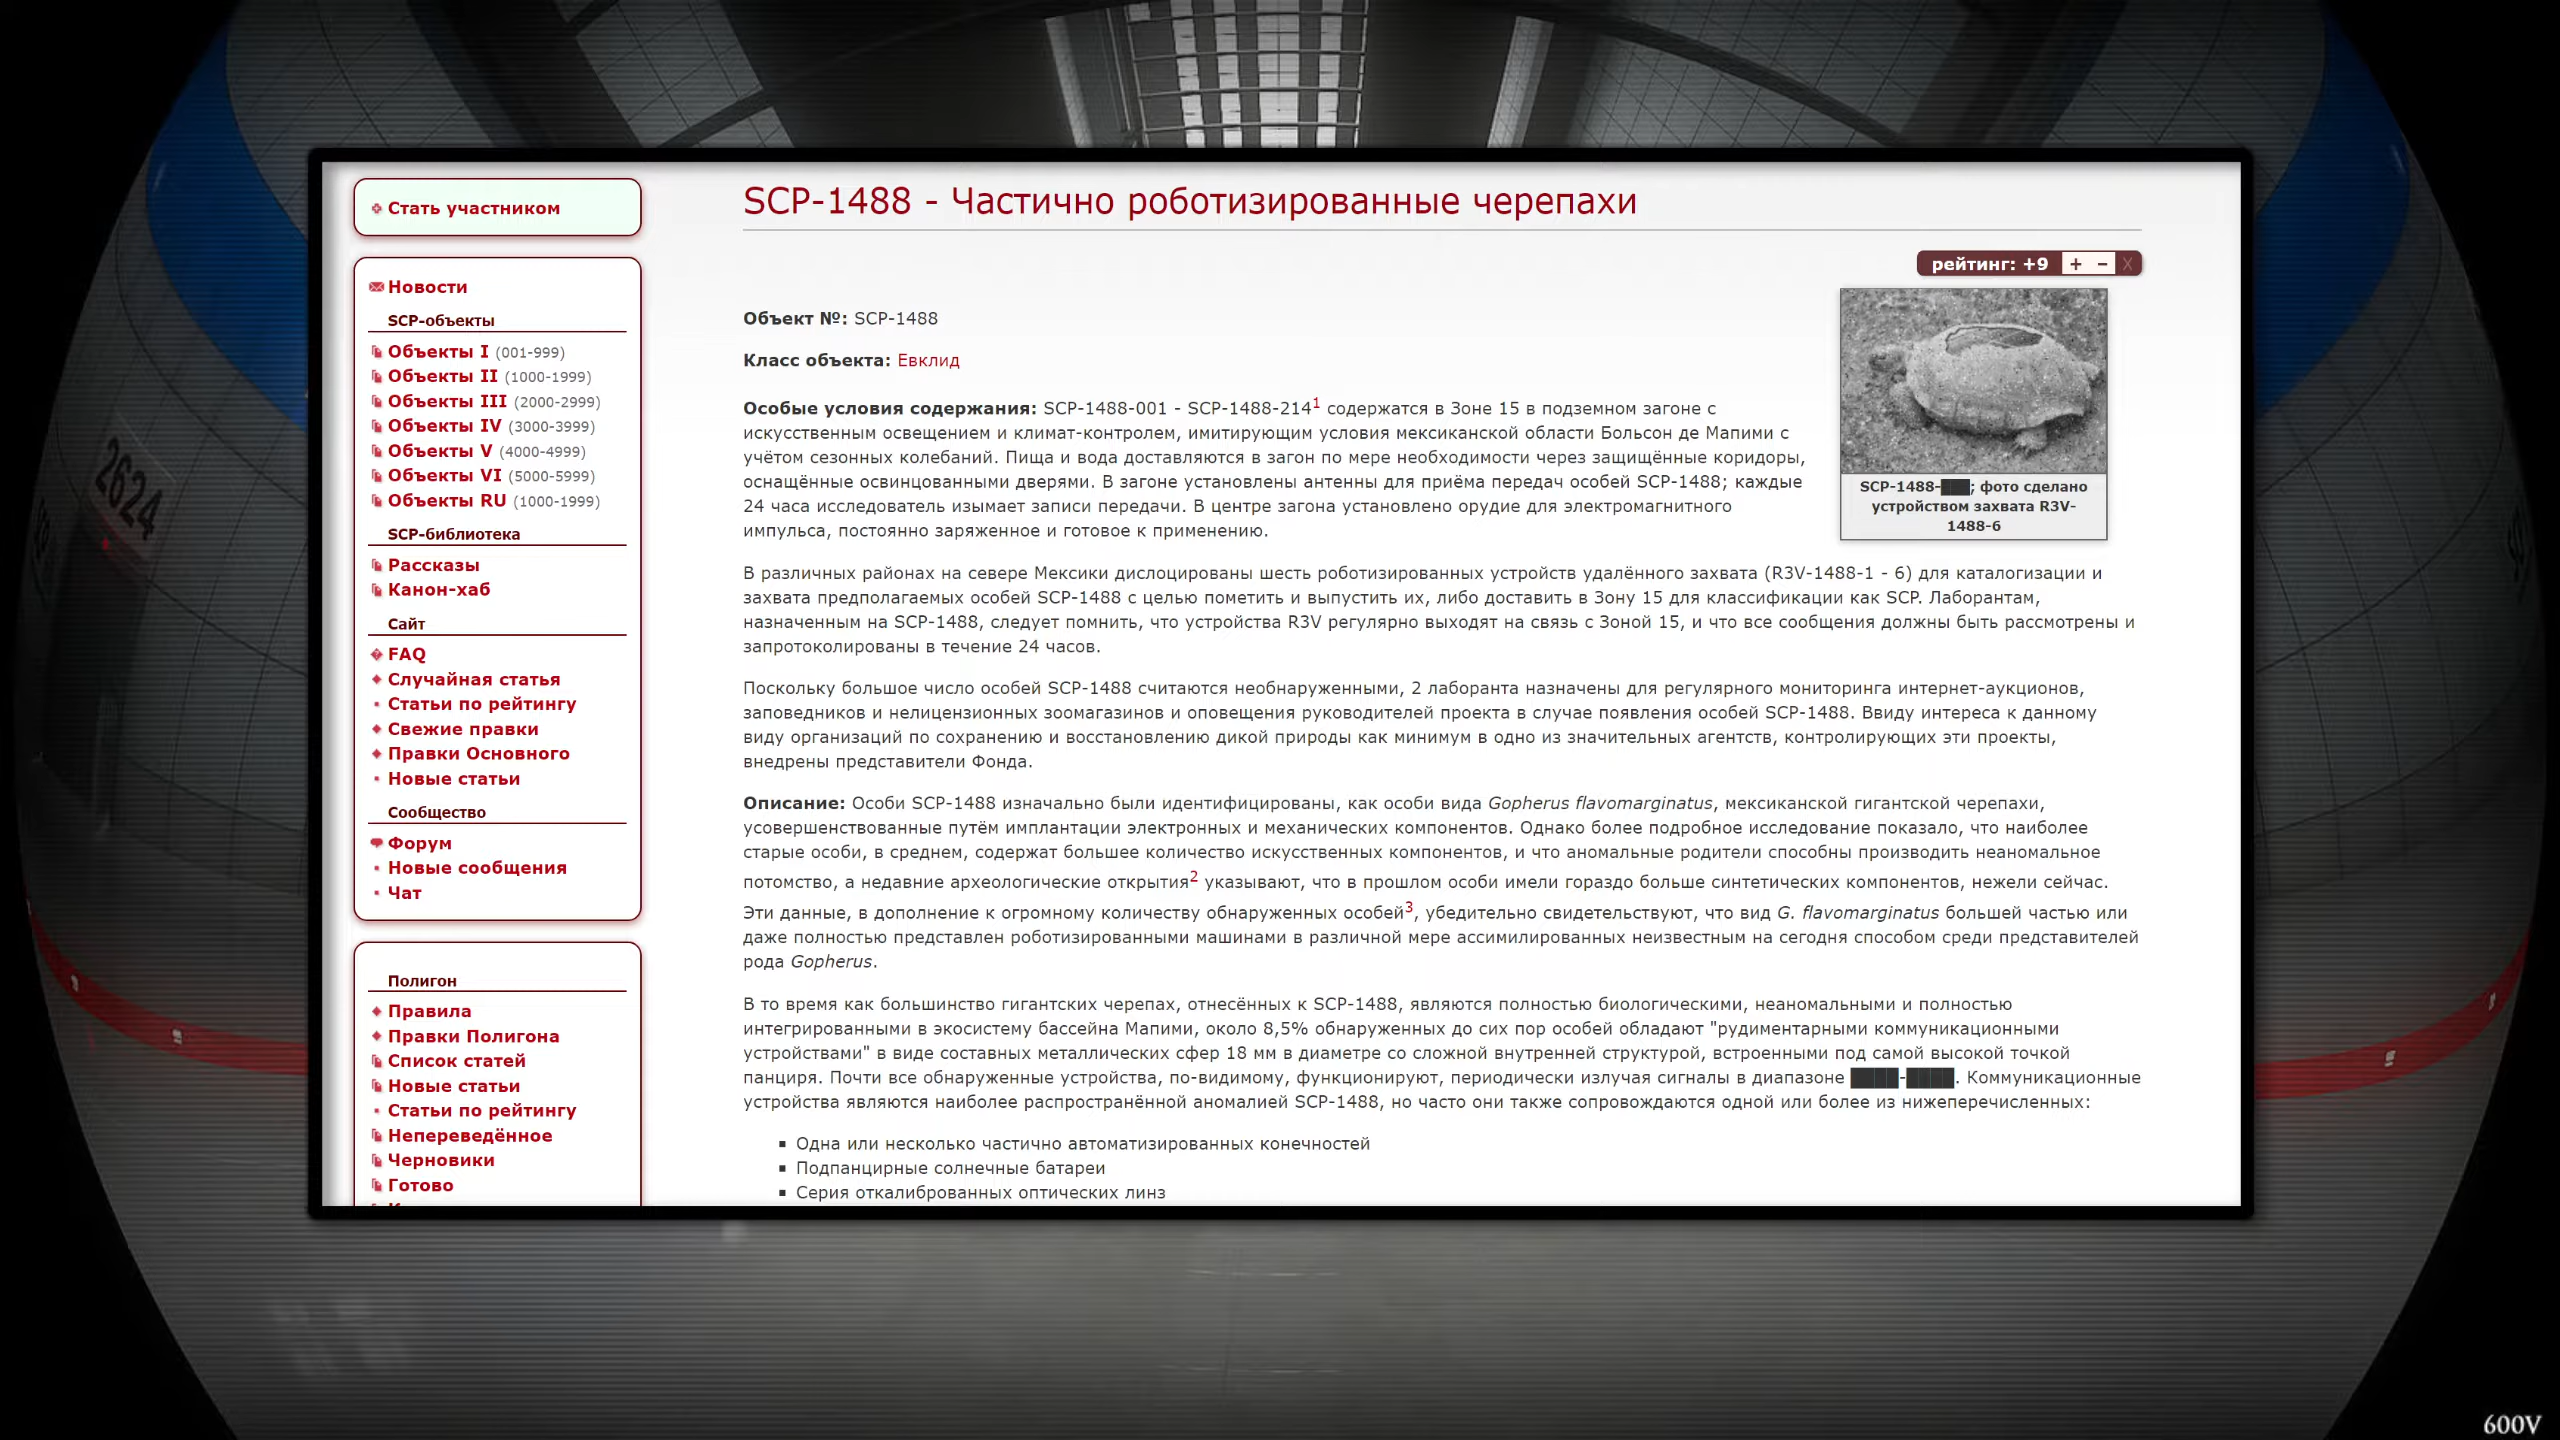 Стать участником
Новости
SCP-объекты
Объекты I (001-999)
Объекты II (1000-1999)
Объекты III (2000-2999)
Объекты IV (3000-3999)
Объекты V (4000-4999)
Объекты VI (5000-5999)
Объекты RU (1000-1999)
SCP-библиотека
Рассказы
Канон-хаб
Сайт
FAQ
Случайная статья
Статьи по рейтингу
Свежие правки
Правки Основного
Новые статьи
Сообщество
Форум
Новые сообщения
Чат
Полигон
Правила
Правки Полигона
Список статей
Новые статьи
Статьи по рейтингу
Непереведённое
Черновики
Готово
SCP-1488 - Частично роботизированные черепахи
рейтинг: +9 + – X
Объект №: SCP-1488
Класс объекта: Евклид
SCP-1488-███; фото сделано
устройством захвата R3V-
1488-6
Особые условия содержания: SCP-1488-001 - SCP-1488-214¹ содержатся в Зоне 15 в подземном загоне с
искусственным освещением и климат-контролем, имитирующим условия мексиканской области Больсон де Мапими с
учётом сезонных колебаний. Пища и вода доставляются в загон по мере необходимости через защищённые коридоры,
оснащённые освинцованными дверями. В загоне установлены антенны для приёма передач особей SCP-1488; каждые
24 часа исследователь изымает записи передачи. В центре загона установлено орудие для электромагнитного
импульса, постоянно заряженное и готовое к применению.
В различных районах на севере Мексики дислоцированы шесть роботизированных устройств удалённого захвата (R3V-1488-1 - 6) для каталогизации и
захвата предполагаемых особей SCP-1488 с целью пометить и выпустить их, либо доставить в Зону 15 для классификации как SCP. Лаборантам,
назначенным на SCP-1488, следует помнить, что устройства R3V регулярно выходят на связь с Зоной 15, и что все сообщения должны быть рассмотрены и
запротоколированы в течение 24 часов.
Поскольку большое число особей SCP-1488 считаются необнаруженными, 2 лаборанта назначены для регулярного мониторинга интернет-аукционов,
заповедников и нелицензионных зоомагазинов и оповещения руководителей проекта в случае появления особей SCP-1488. Ввиду интереса к данному
виду организаций по сохранению и восстановлению дикой природы как минимум в одно из значительных агентств, контролирующих эти проекты,
внедрены представители Фонда.
Описание: Особи SCP-1488 изначально были идентифицированы, как особи вида Gopherus flavomarginatus, мексиканской гигантской черепахи,
усовершенствованные путём имплантации электронных и механических компонентов. Однако более подробное исследование показало, что наиболее
старые особи, в среднем, содержат большее количество искусственных компонентов, и что аномальные родители способны производить неаномальное
потомство, а недавние археологические открытия² указывают, что в прошлом особи имели гораздо больше синтетических компонентов, нежели сейчас.
Эти данные, в дополнение к огромному количеству обнаруженных особей³, убедительно свидетельствуют, что вид G. flavomarginatus большей частью или
даже полностью представлен роботизированными машинами в различной мере ассимилированных неизвестным на сегодня способом среди представителей
рода Gopherus.
В то время как большинство гигантских черепах, отнесённых к SCP-1488, являются полностью биологическими, неаномальными и полностью
интегрированными в экосистему бассейна Мапими, около 8,5% обнаруженных до сих пор особей обладают "рудиментарными коммуникационными
устройствами" в виде составных металлических сфер 18 мм в диаметре со сложной внутренней структурой, встроенными под самой высокой точкой
панциря. Почти все обнаруженные устройства, по-видимому, функционируют, периодически излучая сигналы в диапазоне ████-████. Коммуникационные
устройства являются наиболее распространённой аномалией SCP-1488, но часто они также сопровождаются одной или более из нижеперечисленных:
Одна или несколько частично автоматизированных конечностей
Подпанцирные солнечные батареи
Серия откалиброванных оптических линз
2624
600V